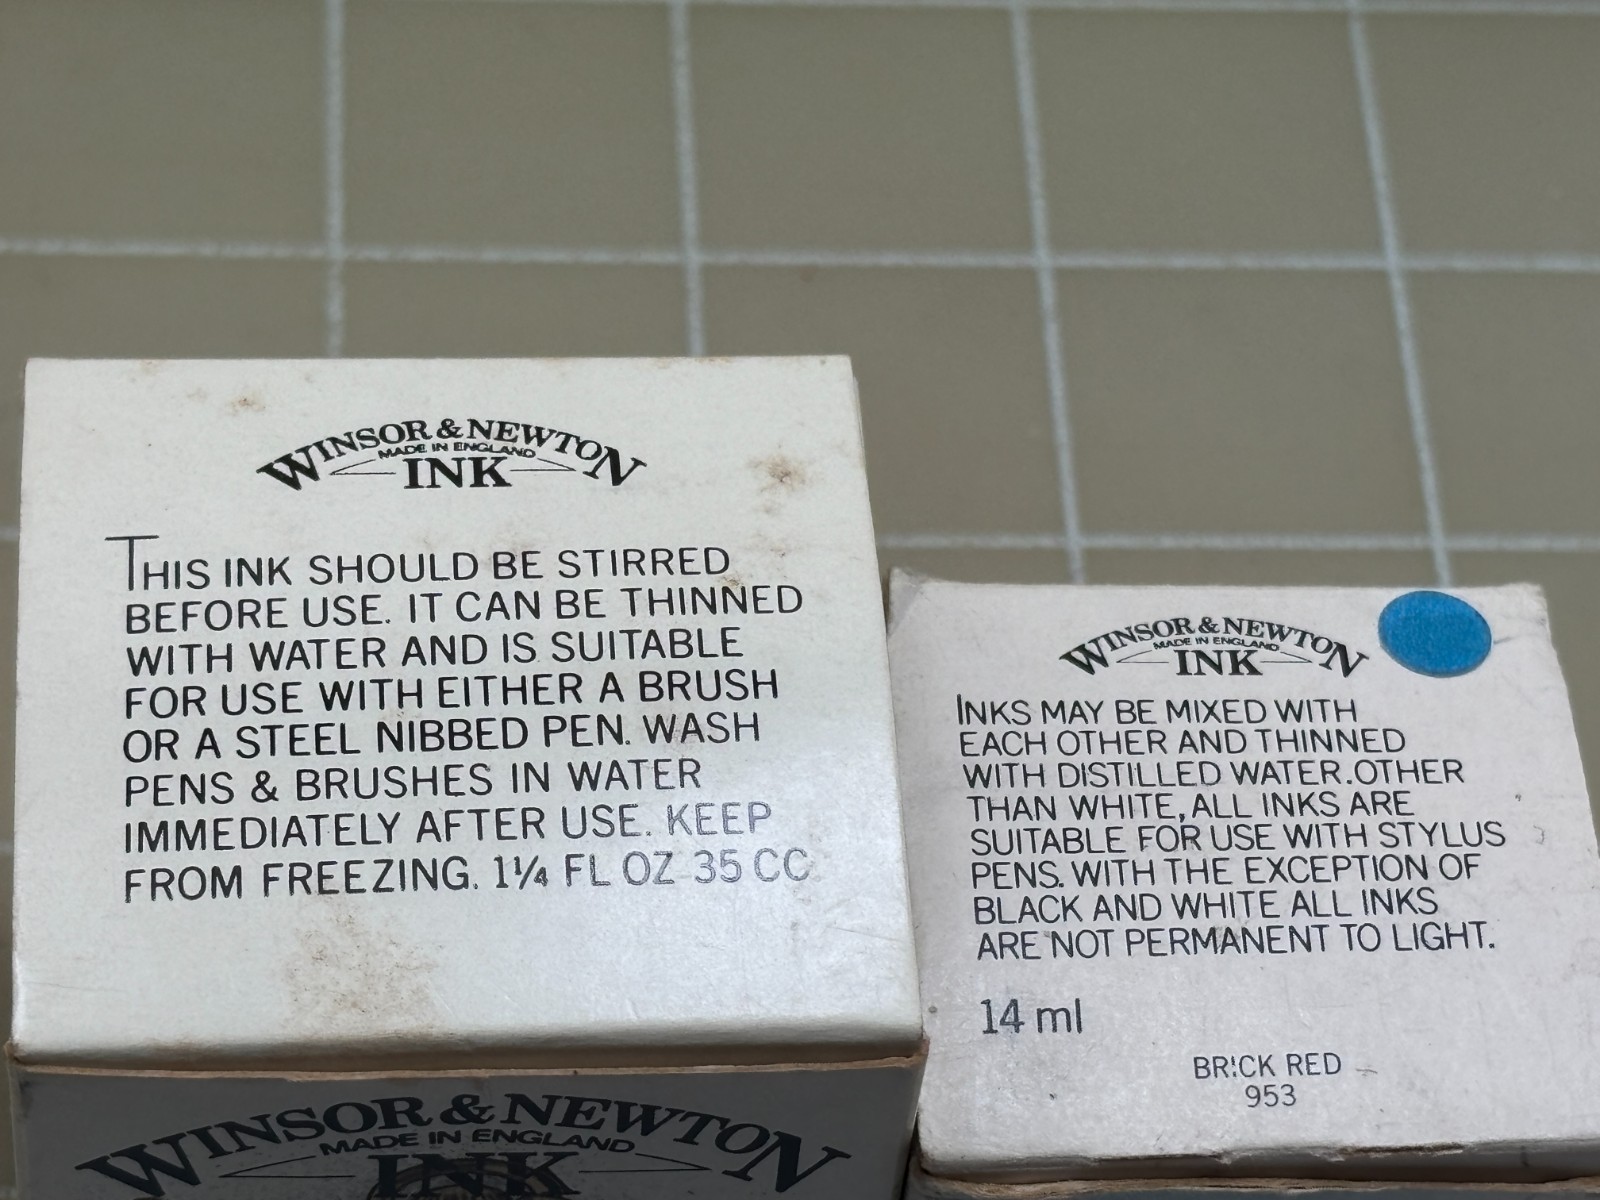 WINSOR & NEWTON
MADE IN ENGLAND
INK
THIS INK SHOULD BE STIRRED
BEFORE USE. IT CAN BE THINNED
WITH WATER AND IS SUITABLE
FOR USE WITH EITHER A BRUSH
OR A STEEL NIBBED PEN. WASH
PENS & BRUSHES IN WATER
IMMEDIATELY AFTER USE. KEEP
FROM FREEZING. 1¼ FL OZ 35 CC
WINSOR & NEWTON
MADE IN ENGLAND
INK
WINSOR & NEWTON
MADE IN ENGLAND
INK
INKS MAY BE MIXED WITH
EACH OTHER AND THINNED
WITH DISTILLED WATER. OTHER
THAN WHITE, ALL INKS ARE
SUITABLE FOR USE WITH STYLUS
PENS. WITH THE EXCEPTION OF
BLACK AND WHITE ALL INKS
ARE NOT PERMANENT TO LIGHT.
14 ml
BRICK RED
953